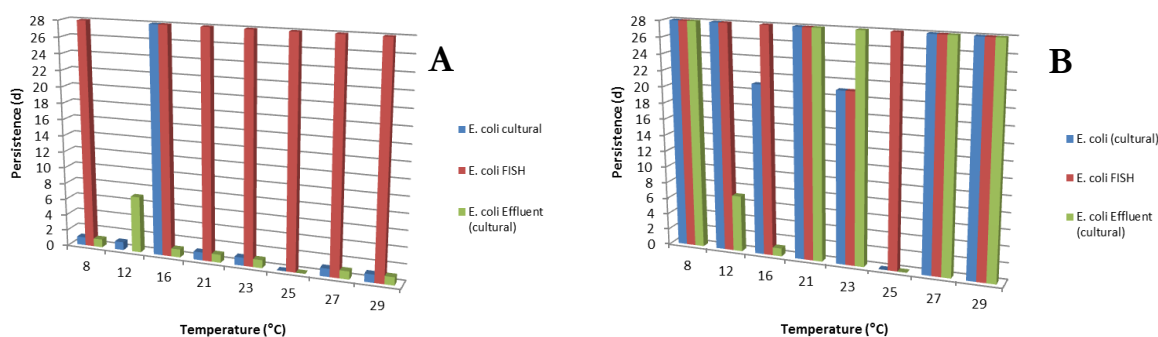 A
Persistence (d)
28
26
24
22
20
18
16
14
12
10
8
6
4
2
0
8 12 16 21 23 25 27 29
Temperature (°C)
E. coli cultural
E. coli FISH
E. coli Effluent
(cultural)
B
Persistence (d)
28
26
24
22
20
18
16
14
12
10
8
6
4
2
0
8 12 16 21 23 25 27 29
Temperature (°C)
E. coli (cultural)
E. coli FISH
E. coli Effluent
(cultural)